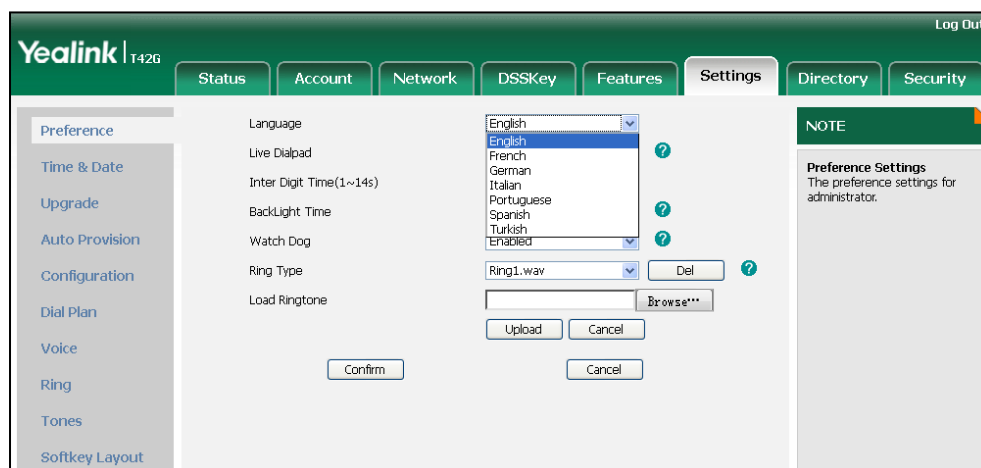 Log Ou
Yealink T42G
Status Account Network DSSKey Features Settings Directory Security
Preference
Time & Date
Upgrade
Auto Provision
Configuration
Dial Plan
Voice
Ring
Tones
Softkey Layout
Language English
English
French
German
Italian
Portuguese
Spanish
Turkish
Live Dialpad ?
Inter Digit Time(1~14s)
BackLight Time ?
Watch Dog Enabled ?
Ring Type Ring1.wav Del ?
Load Ringtone Browse...
Upload Cancel
Confirm Cancel
NOTE
Preference Settings
The preference settings for
administrator.